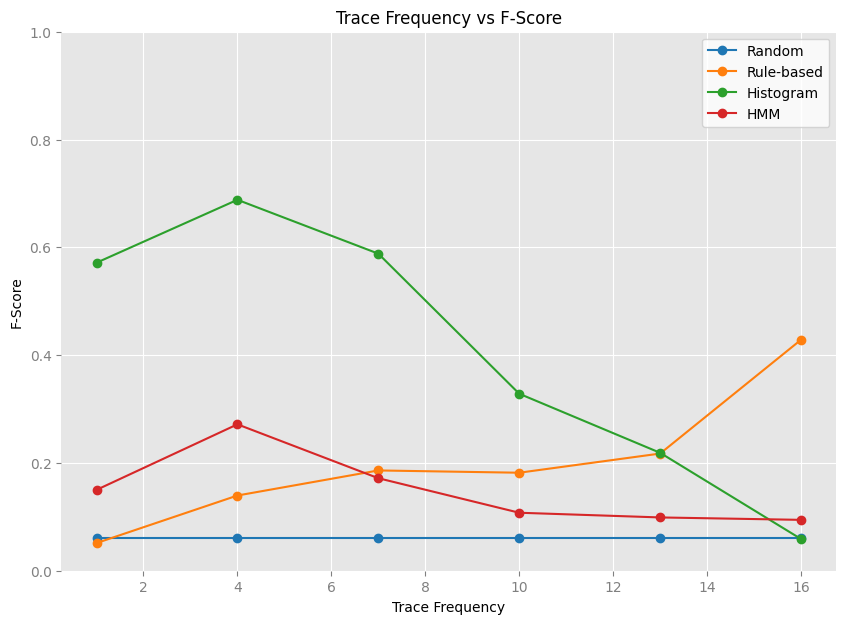 Trace Frequency vs F-Score
1.0
0.8
0.6
0.4
0.2
0.0
F-Score
2 4 6 8 10 12 14 16
Trace Frequency
Random
Rule-based
Histogram
HMM